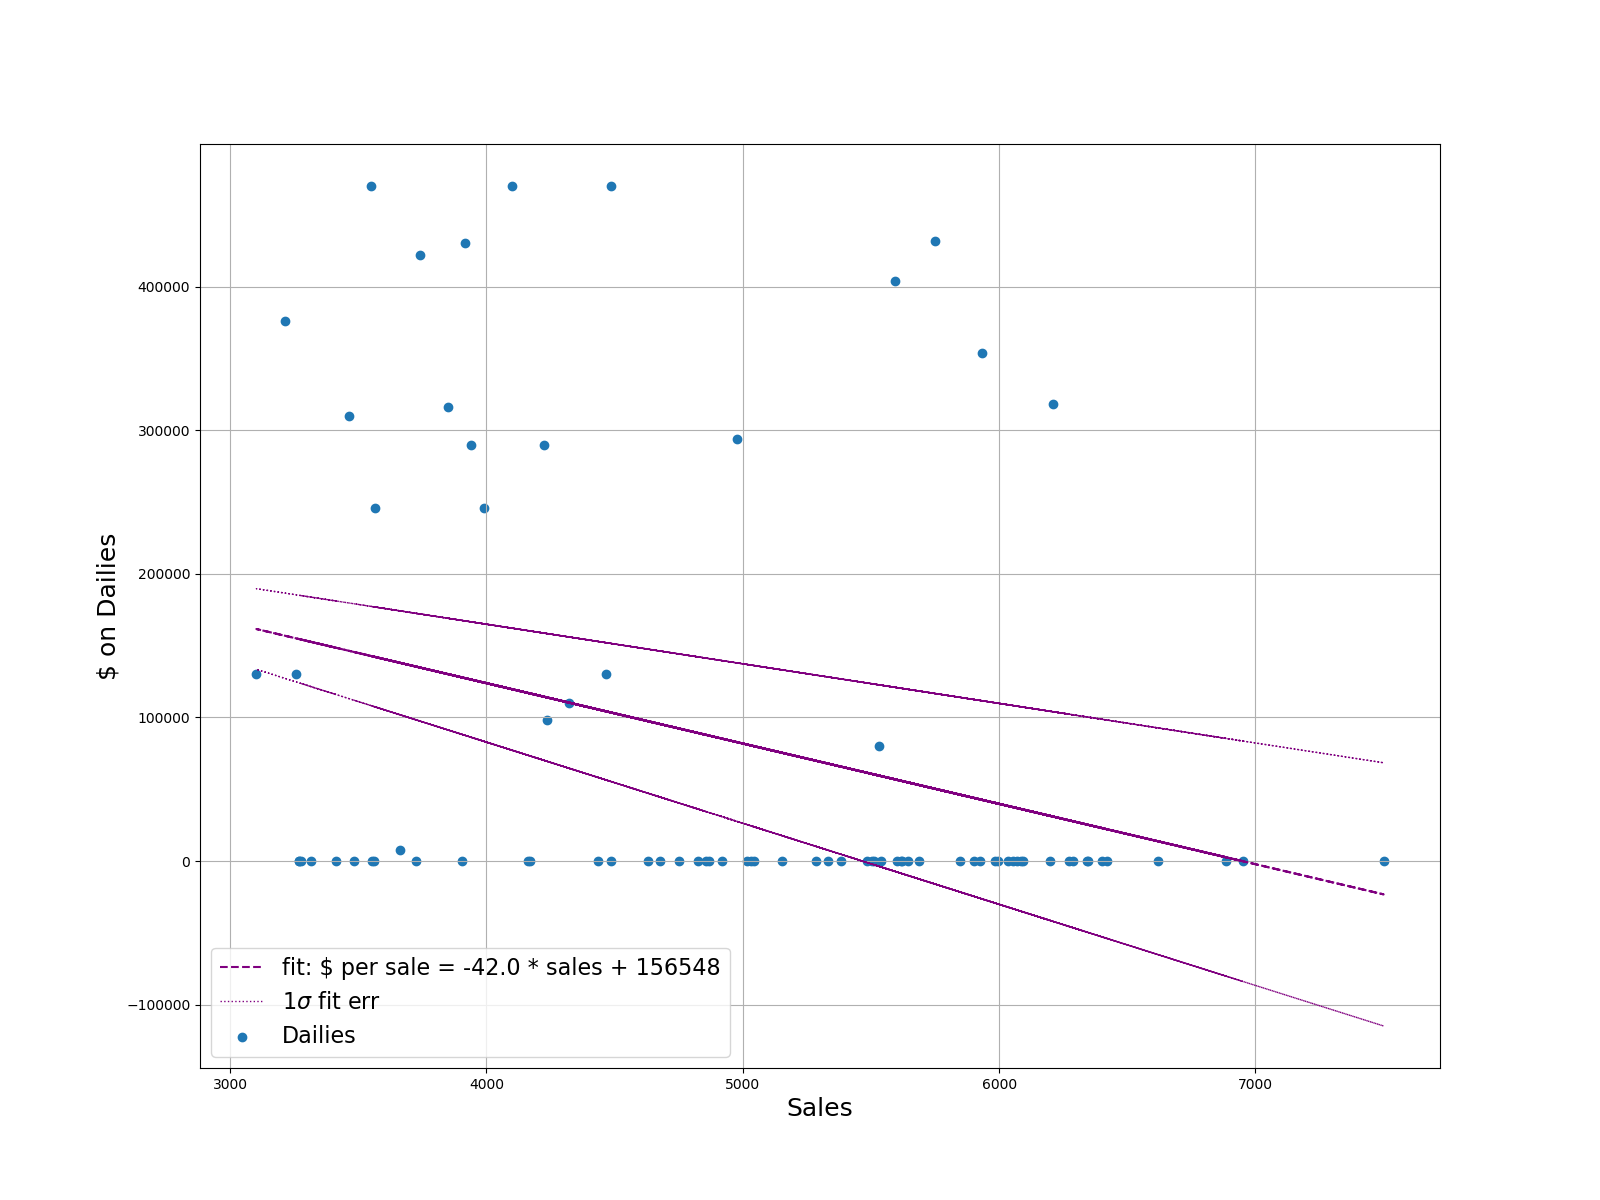 400000
300000
200000
100000
0
−100000
$ on Dailies
fit: $ per sale = -42.0 * sales + 156548
1σ fit err
Dailies
3000 4000 5000 6000 7000
Sales